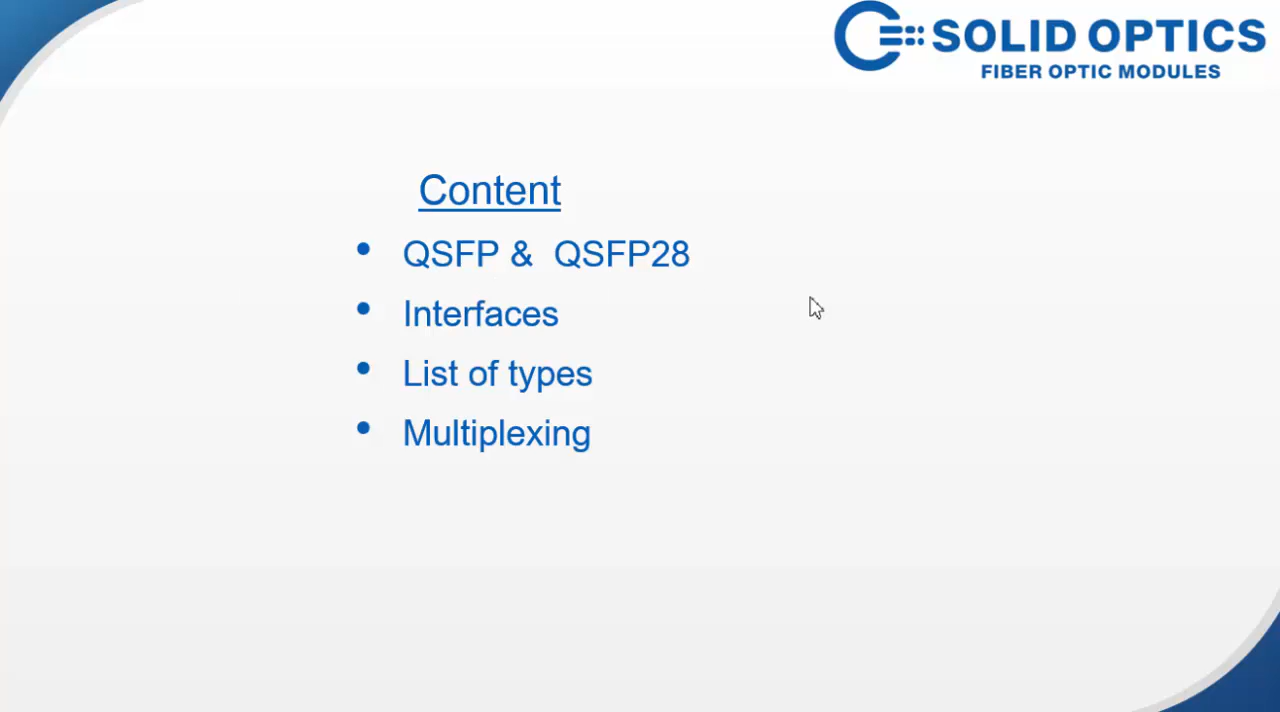 SOLID OPTICS
FIBER OPTIC MODULES
Content
• QSFP &  QSFP28
• Interfaces
• List of types
• Multiplexing